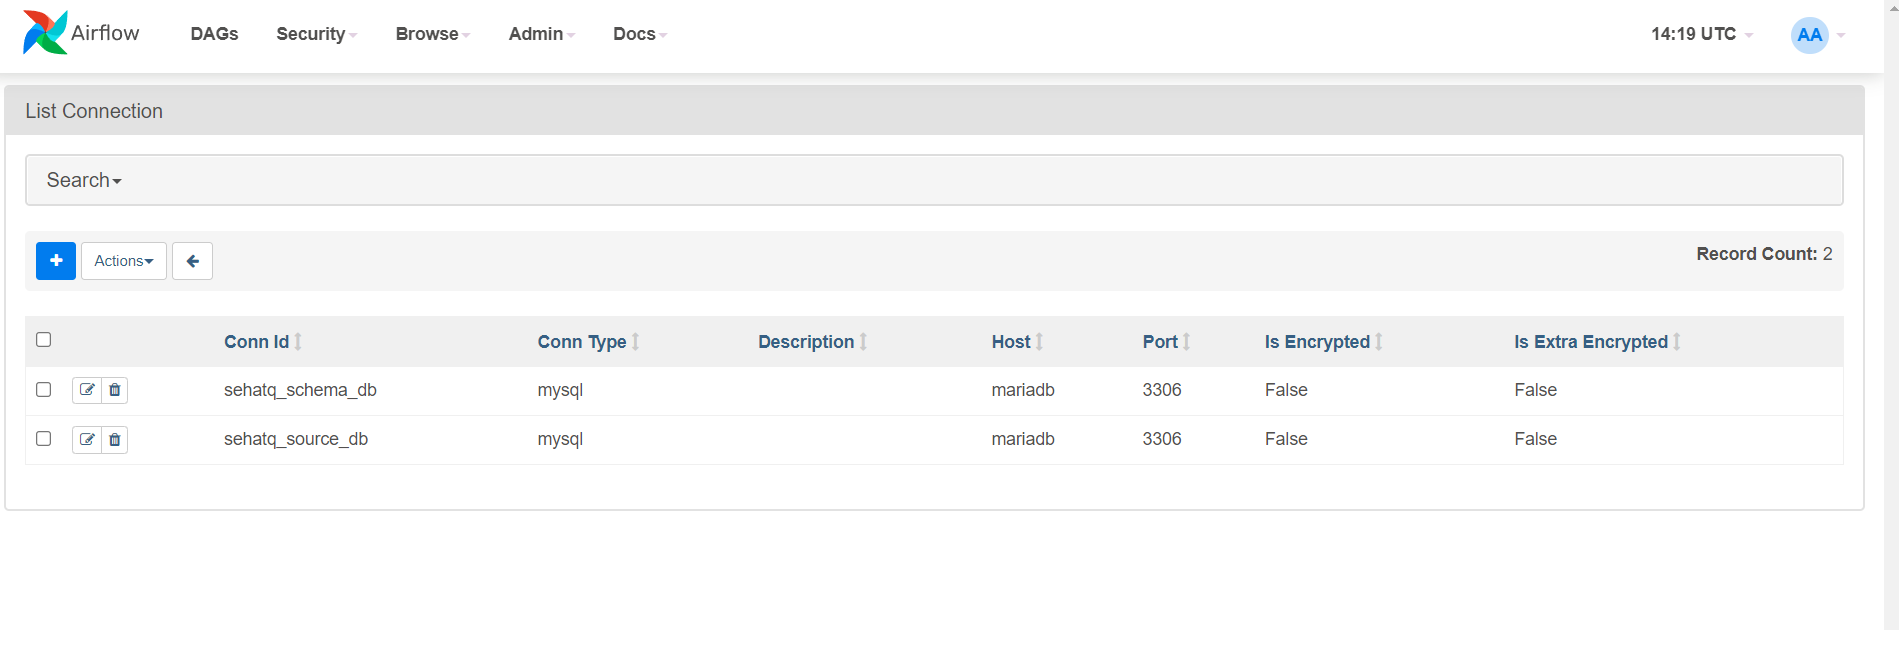 Airflow DAGs Security Browse Admin Docs 14:19 UTC AA
List Connection
Search
Actions Record Count: 2
Conn Id Conn Type Description Host Port Is Encrypted Is Extra Encrypted
sehatq_schema_db mysql mariadb 3306 False False
sehatq_source_db mysql mariadb 3306 False False